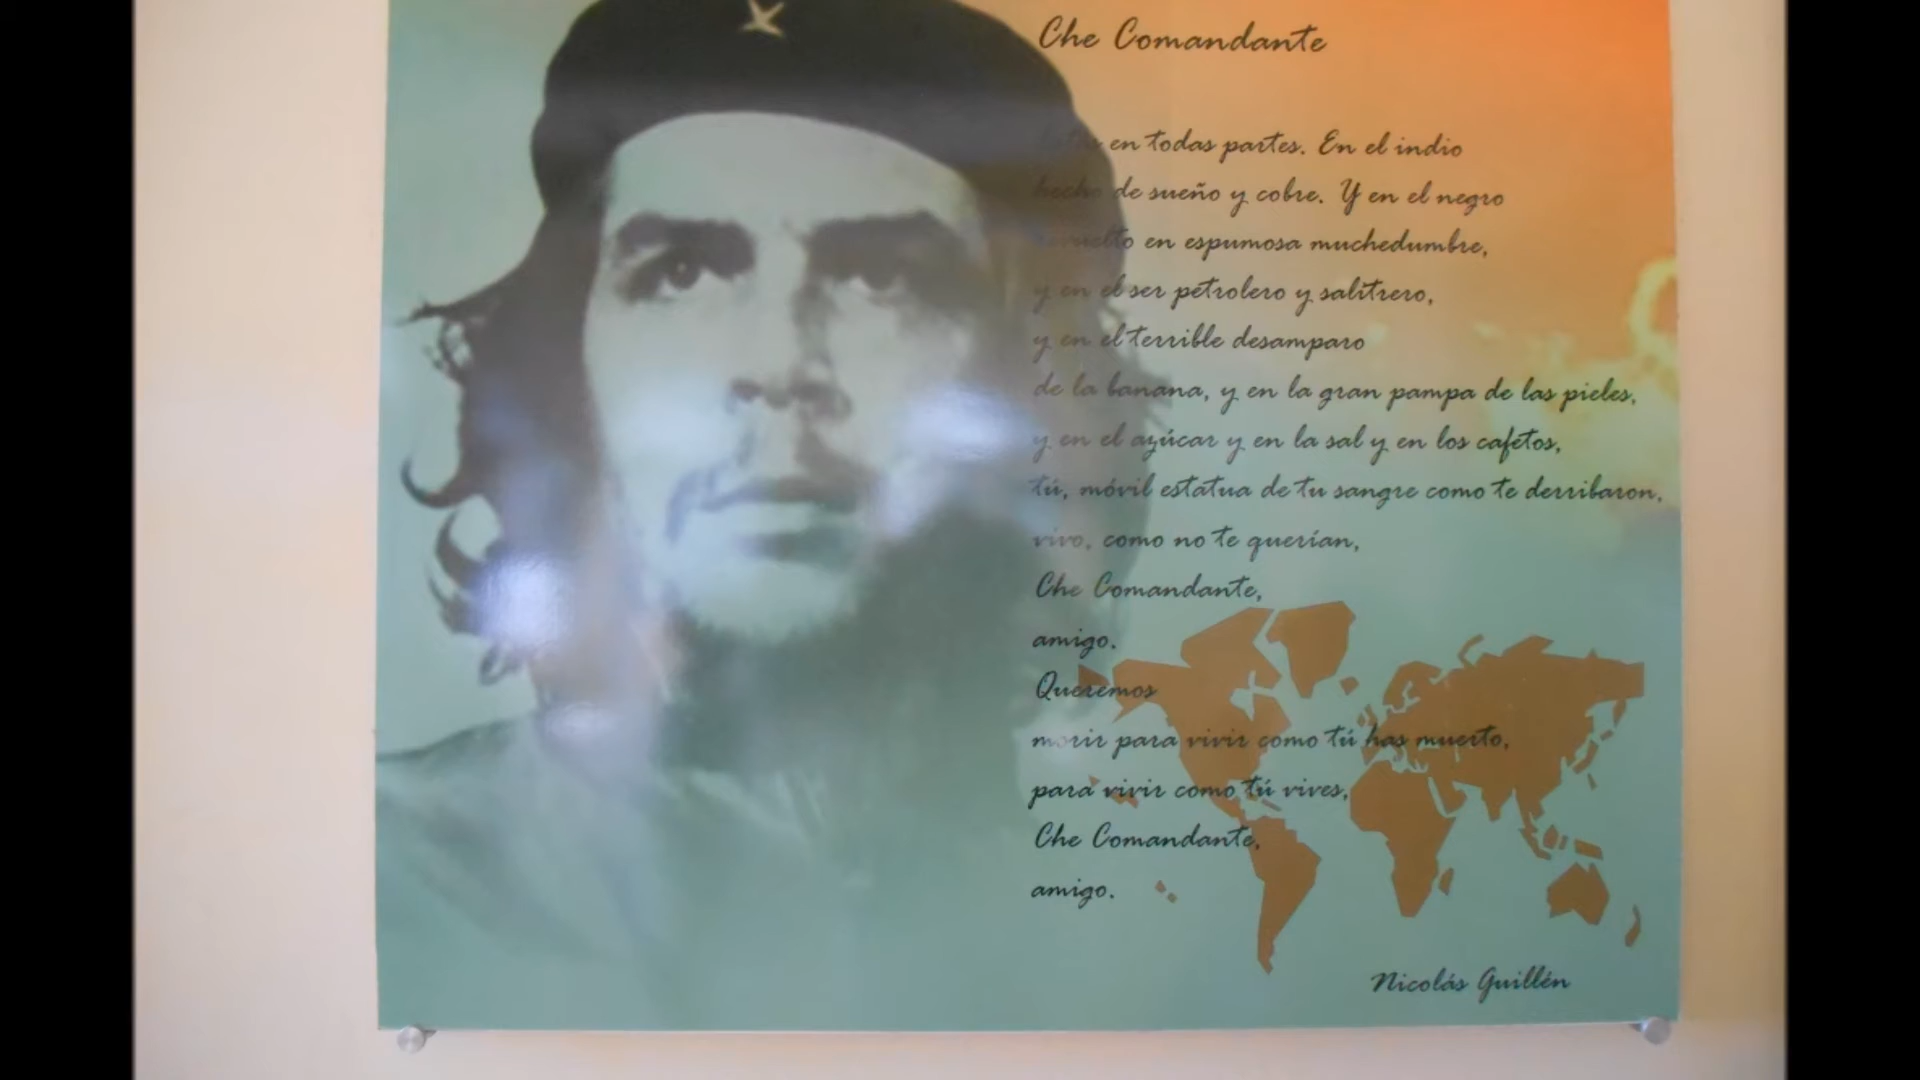 Che Comandante
Estás en todas partes. En el indio
hecho de sueño y cobre. Y en el negro
revuelto en espumosa muchedumbre,
y en el ser petrolero y salitrero,
y en el terrible desamparo
de la banana, y en la gran pampa de las pieles,
y en el azúcar y en la sal y en los cafetos,
tú, móvil estatua de tu sangre como te derribaron,
vivo, como no te querían,
Che Comandante,
amigo.
Queremos
morir para vivir como tú has muerto,
para vivir como tú vives,
Che Comandante,
amigo.
Nicolás Guillén